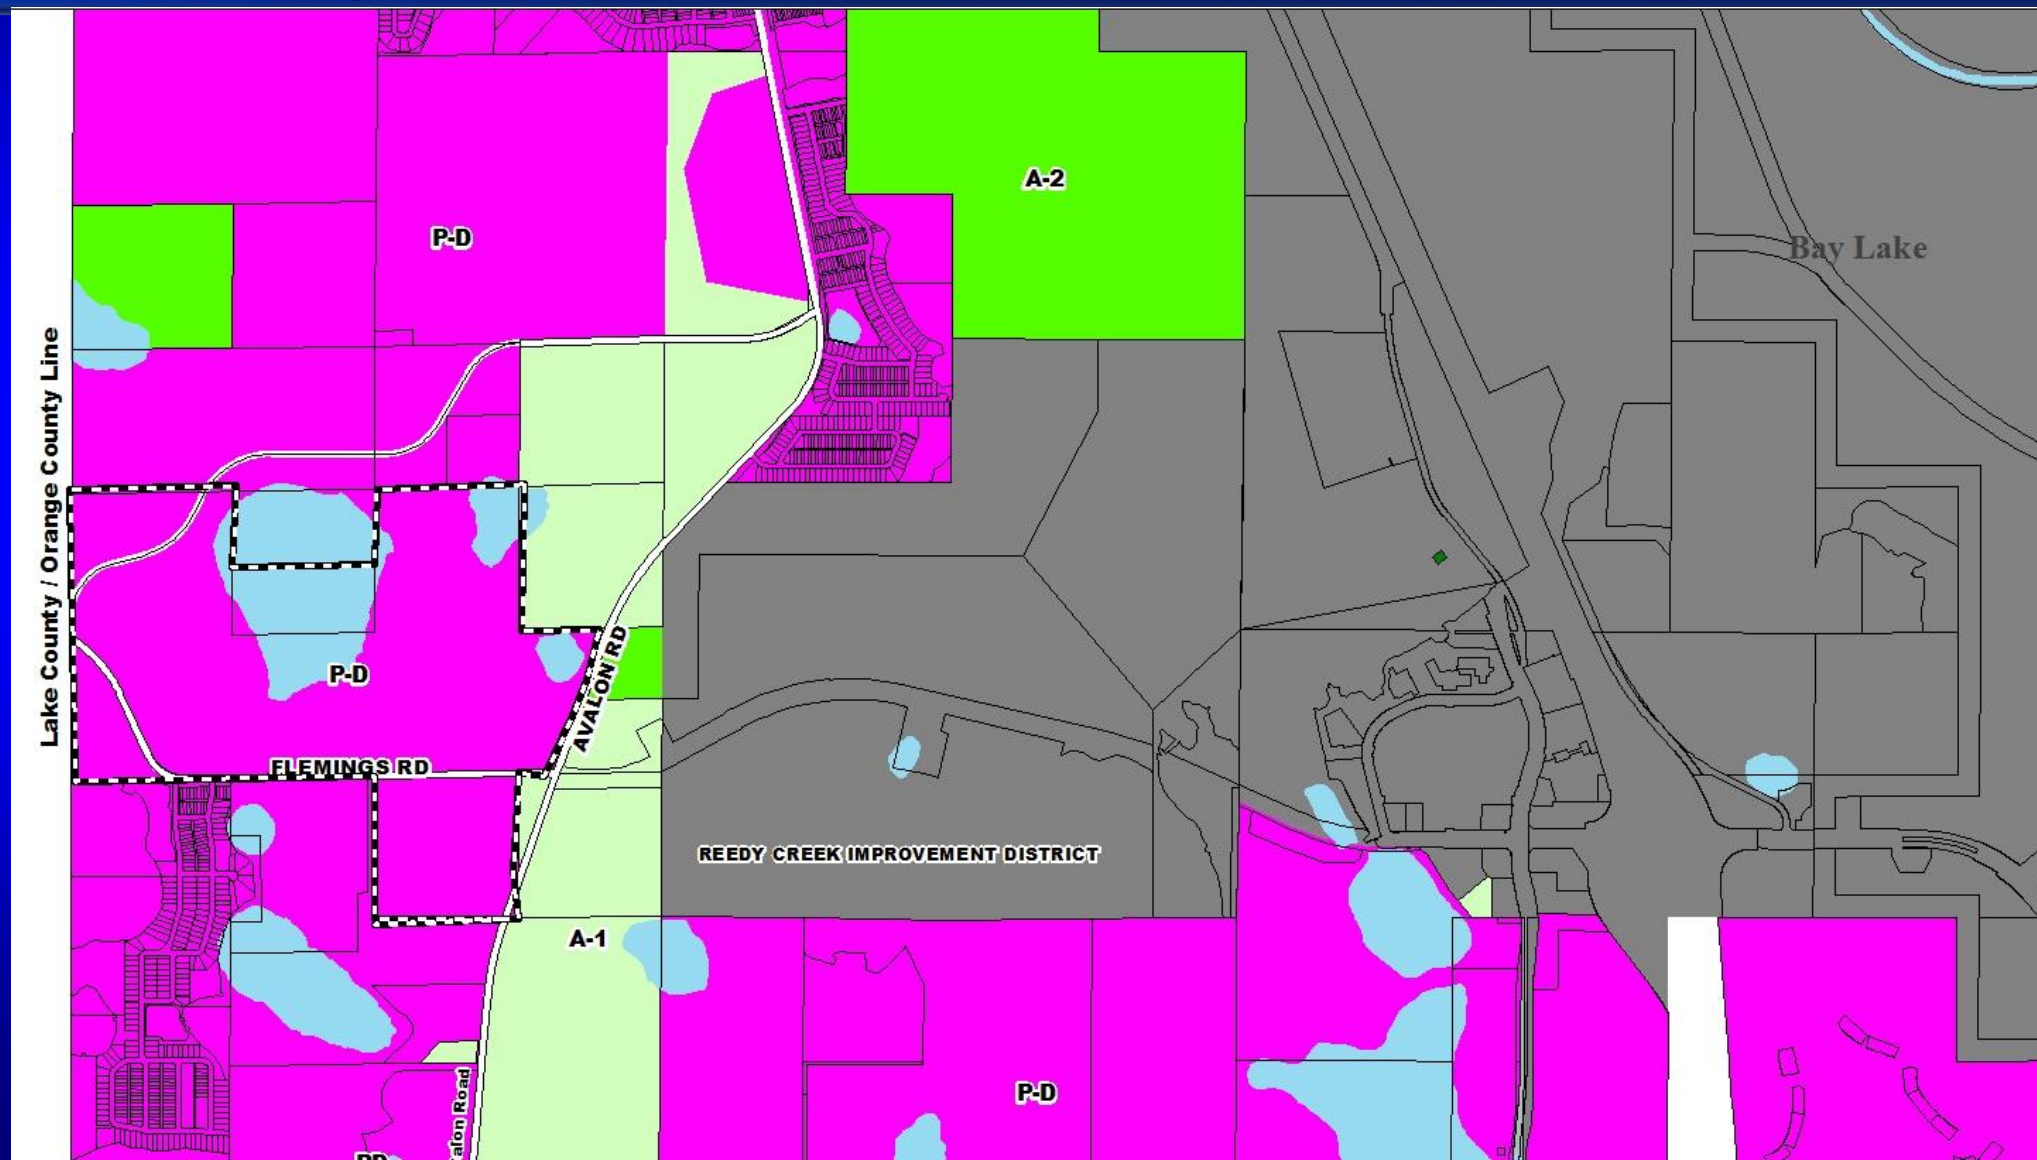 A-2
P-D
Bay Lake
Lake County / Orange County Line
P-D
AVALON RD
FLEMINGS RD
REEDY CREEK IMPROVEMENT DISTRICT
A-1
P-D